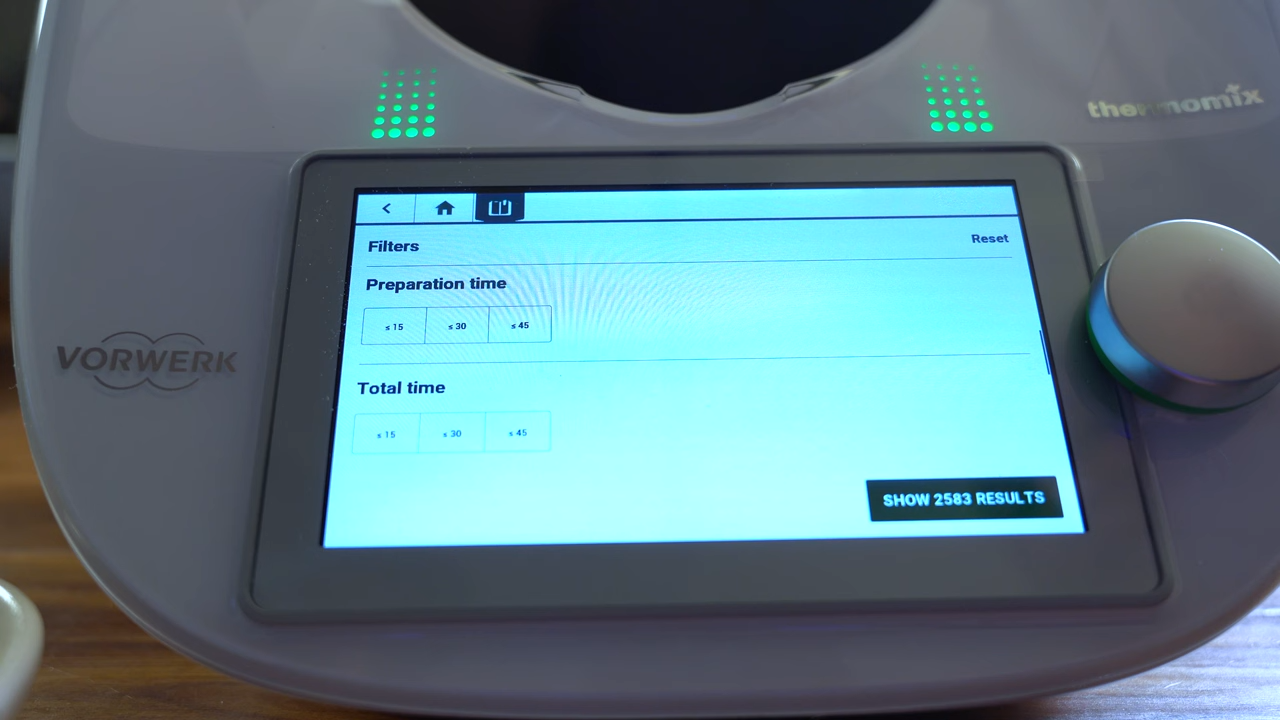 thermomix
Filters
Reset
Preparation time
≤ 15
≤ 30
≤ 45
VORWERK
Total time
≤ 15
≤ 30
≤ 45
SHOW 2583 RESULTS